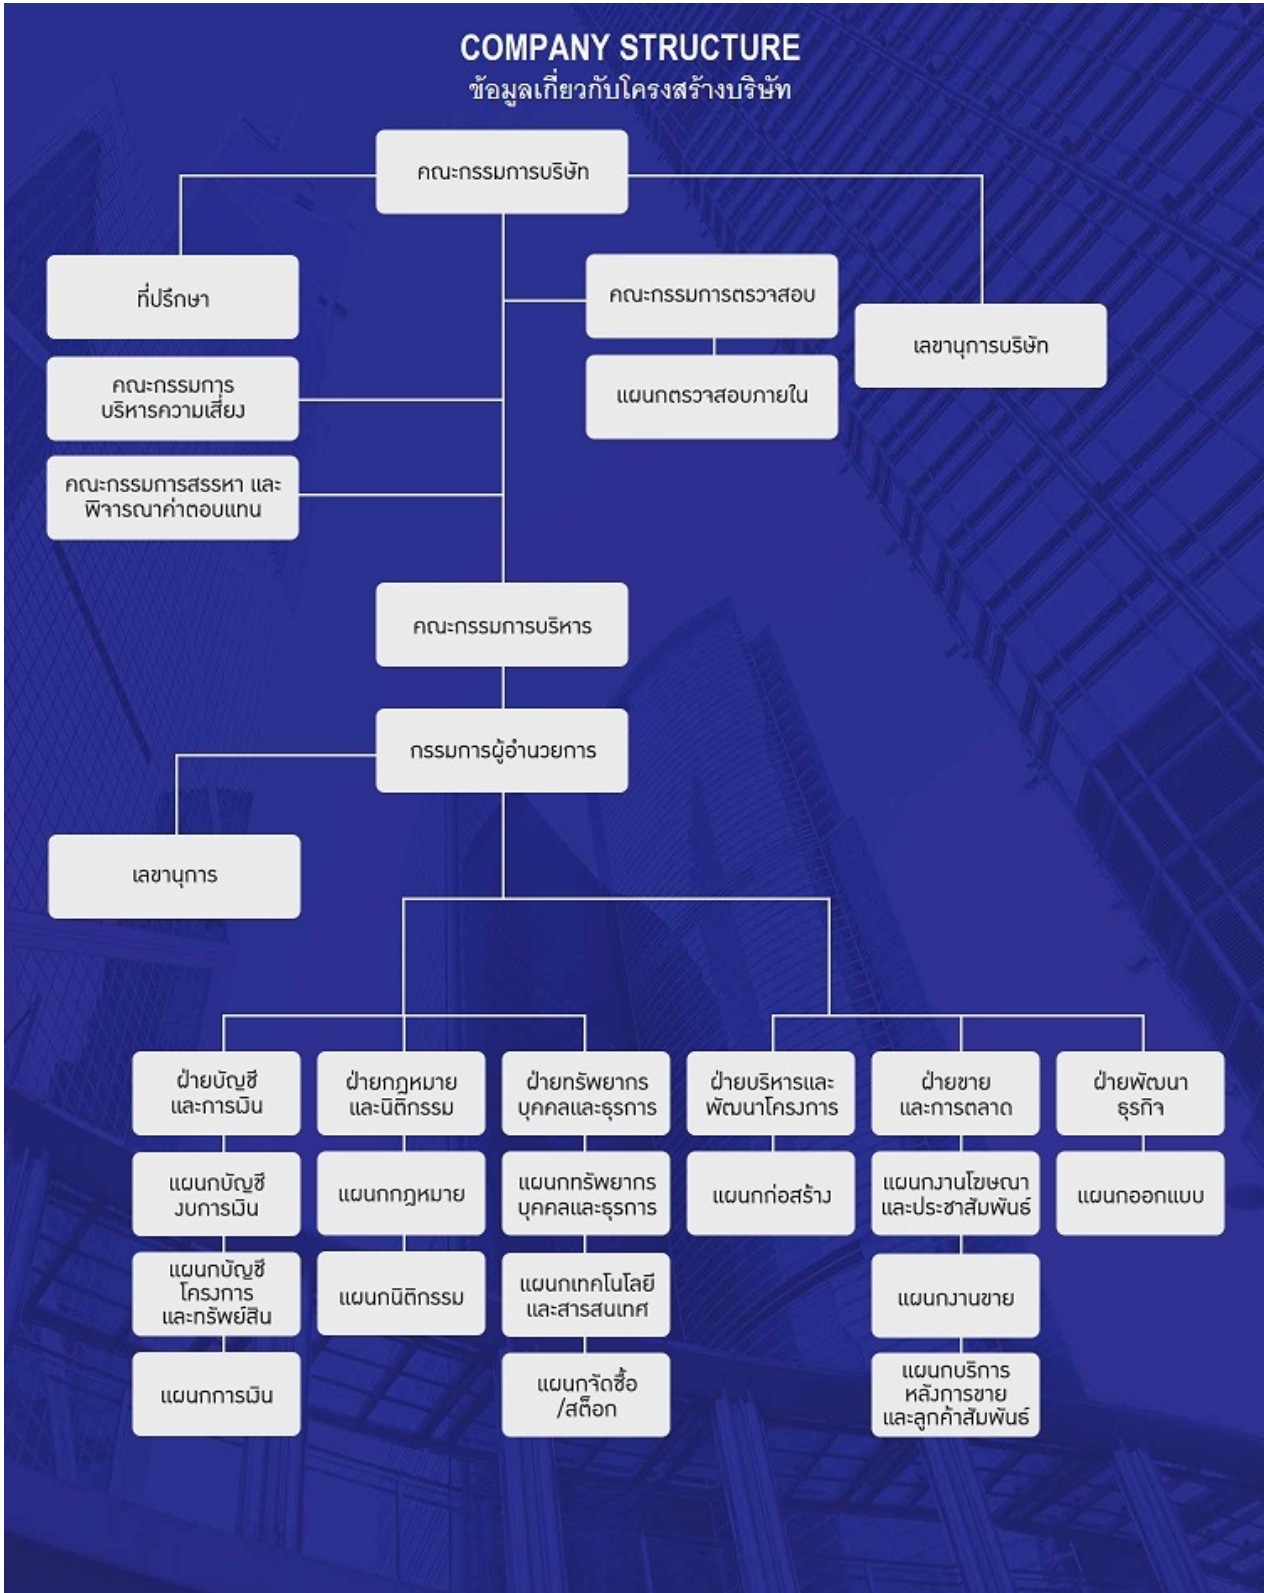 COMPANY STRUCTURE
ข้อมูลเกี่ยวกับโครงสร้างบริษัท
คณะกรรมการบริษัท
ที่ปรึกษา
คณะกรรมการตรวจสอบ
เลขานุการบริษัท
คณะกรรมการ
บริหารความเสี่ยง
แผนกตรวจสอบภายใน
คณะกรรมการสรรหา และ
พิจารณาค่าตอบแทน
คณะกรรมการบริหาร
กรรมการผู้อำนวยการ
เลขานุการ
ฝ่ายบัญชี
และการเงิน
ฝ่ายกฎหมาย
และนิติกรรม
ฝ่ายทรัพยากร
บุคคลและธุรการ
ฝ่ายบริหารและ
พัฒนาโครงการ
ฝ่ายขาย
และการตลาด
ฝ่ายพัฒนา
ธุรกิจ
แผนกบัญชี
งบการเงิน
แผนกกฎหมาย
แผนกทรัพยากร
บุคคลและธุรการ
แผนกก่อสร้าง
แผนกงานโฆษณา
และประชาสัมพันธ์
แผนกออกแบบ
แผนกบัญชี
โครงการ
และทรัพย์สิน
แผนกนิติกรรม
แผนกเทคโนโลยี
และสารสนเทศ
แผนกงานขาย
แผนกการเงิน
แผนกจัดซื้อ
/สต็อก
แผนกบริการ
หลังการขาย
และลูกค้าสัมพันธ์